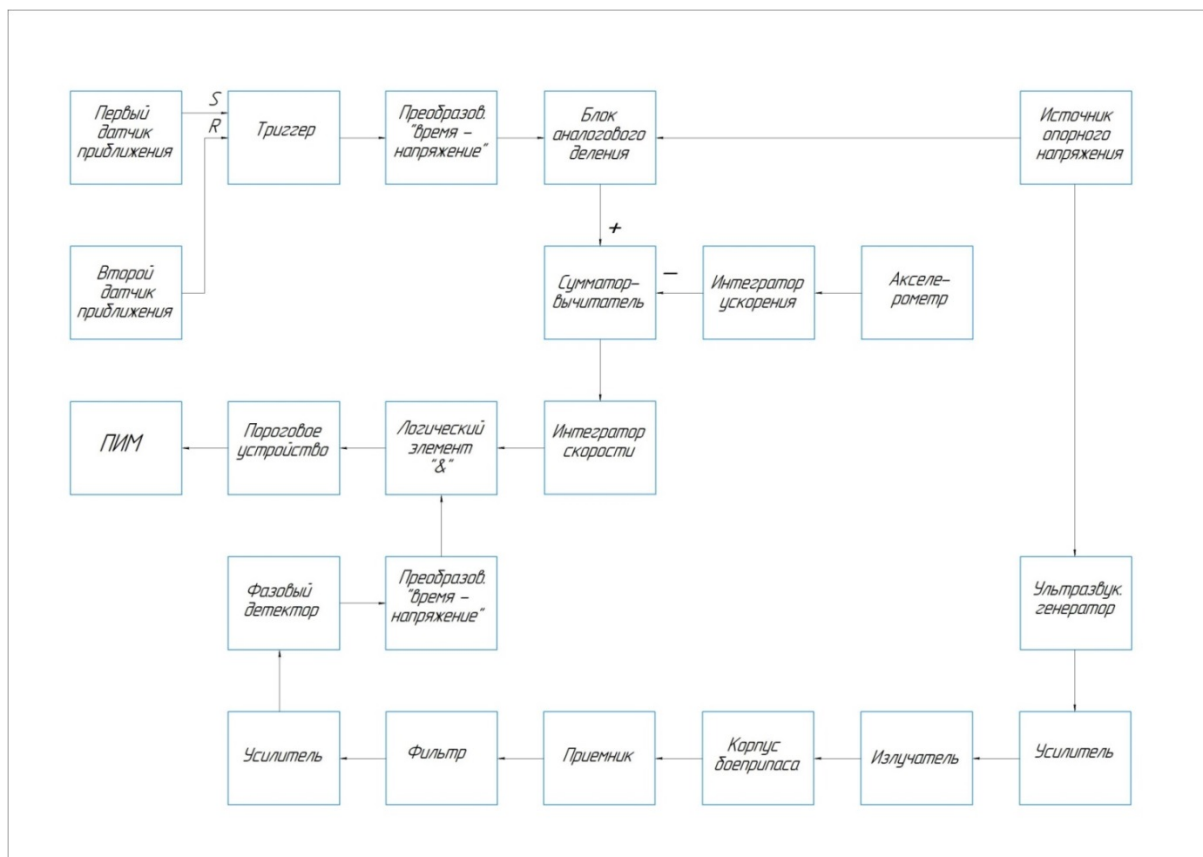 Первый
датчик
приближения
S
R
Триггер
Преобразов.
"время –
напряжение"
Блок
аналогового
деления
Источник
опорного
напряжения
+
Второй
датчик
приближения
Сумматор-
вычитатель
–
Интегратор
ускорения
Акселе-
рометр
ПИМ
Пороговое
устройство
Логический
элемент
"&"
Интегратор
скорости
Фазовый
детектор
Преобразов.
"время –
напряжение"
Ультразвук.
генератор
Усилитель
Фильтр
Приемник
Корпус
боеприпаса
Излучатель
Усилитель